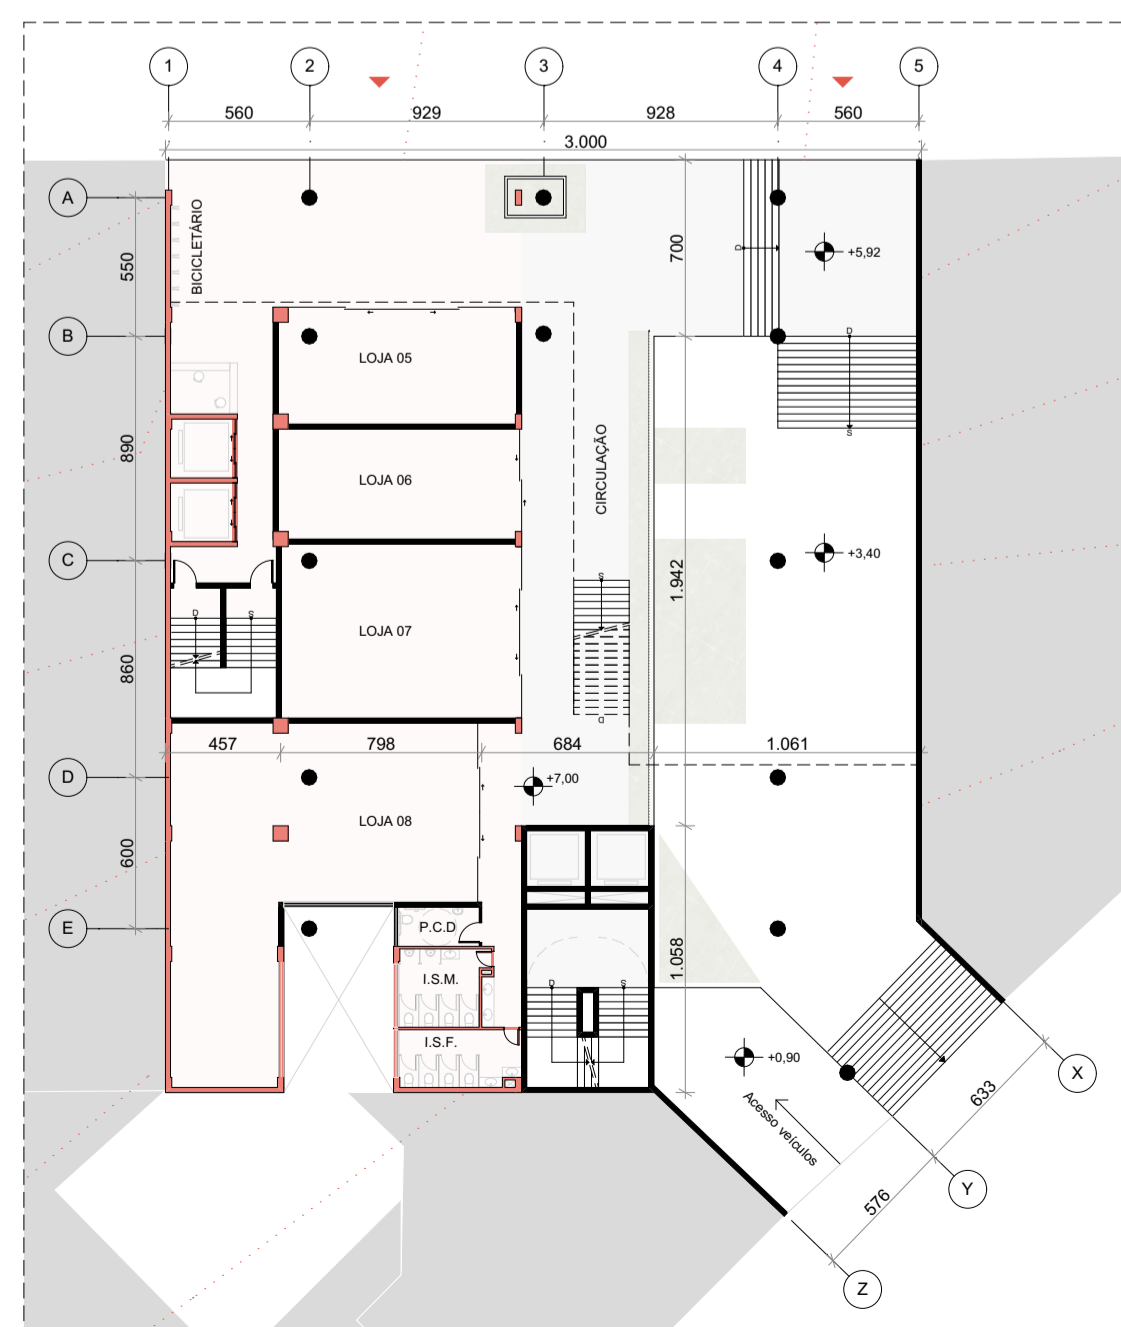 1 2 3 4 5
560 929 928 560
3.000
A
BICICLETÁRIO
550
700
D
+5,92
B
D
LOJA 05
S
890
LOJA 06
CIRCULAÇÃO
C
+3,40
S
1.942
D S
LOJA 07
860
D
457 798 684 1.061
D
+7,00
LOJA 08
600
E
P.C.D
1.058
I.S.M.
D S
I.S.F.
+0,90
X
633
Acesso veículos
Y
576
Z